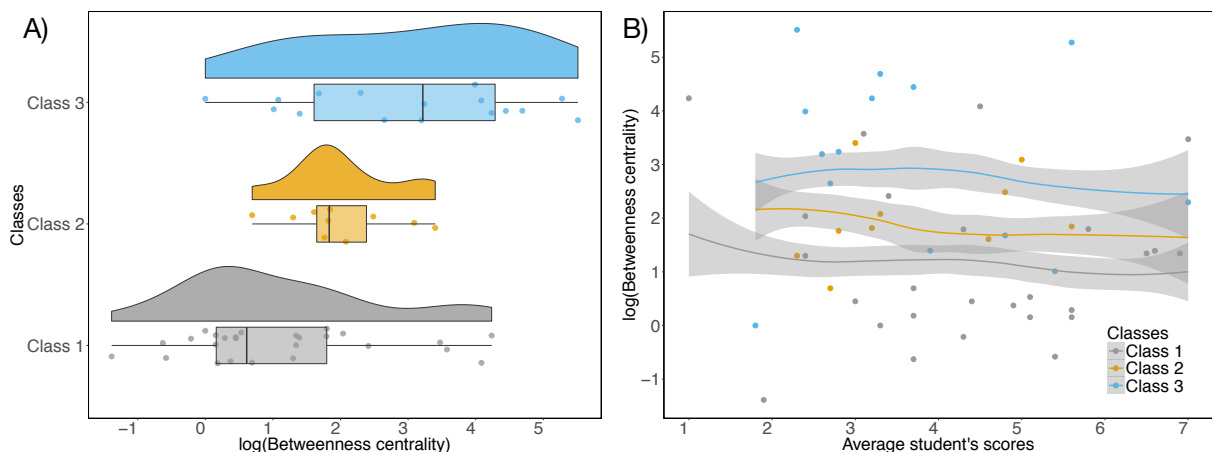 A)
Classes
Class 3
Class 2
Class 1
−1 0 1 2 3 4 5
log(Betweenness centrality)
B)
log(Betweenness centrality)
5
4
3
2
1
0
−1
1 2 3 4 5 6 7
Average student's scores
Classes
Class 1
Class 2
Class 3